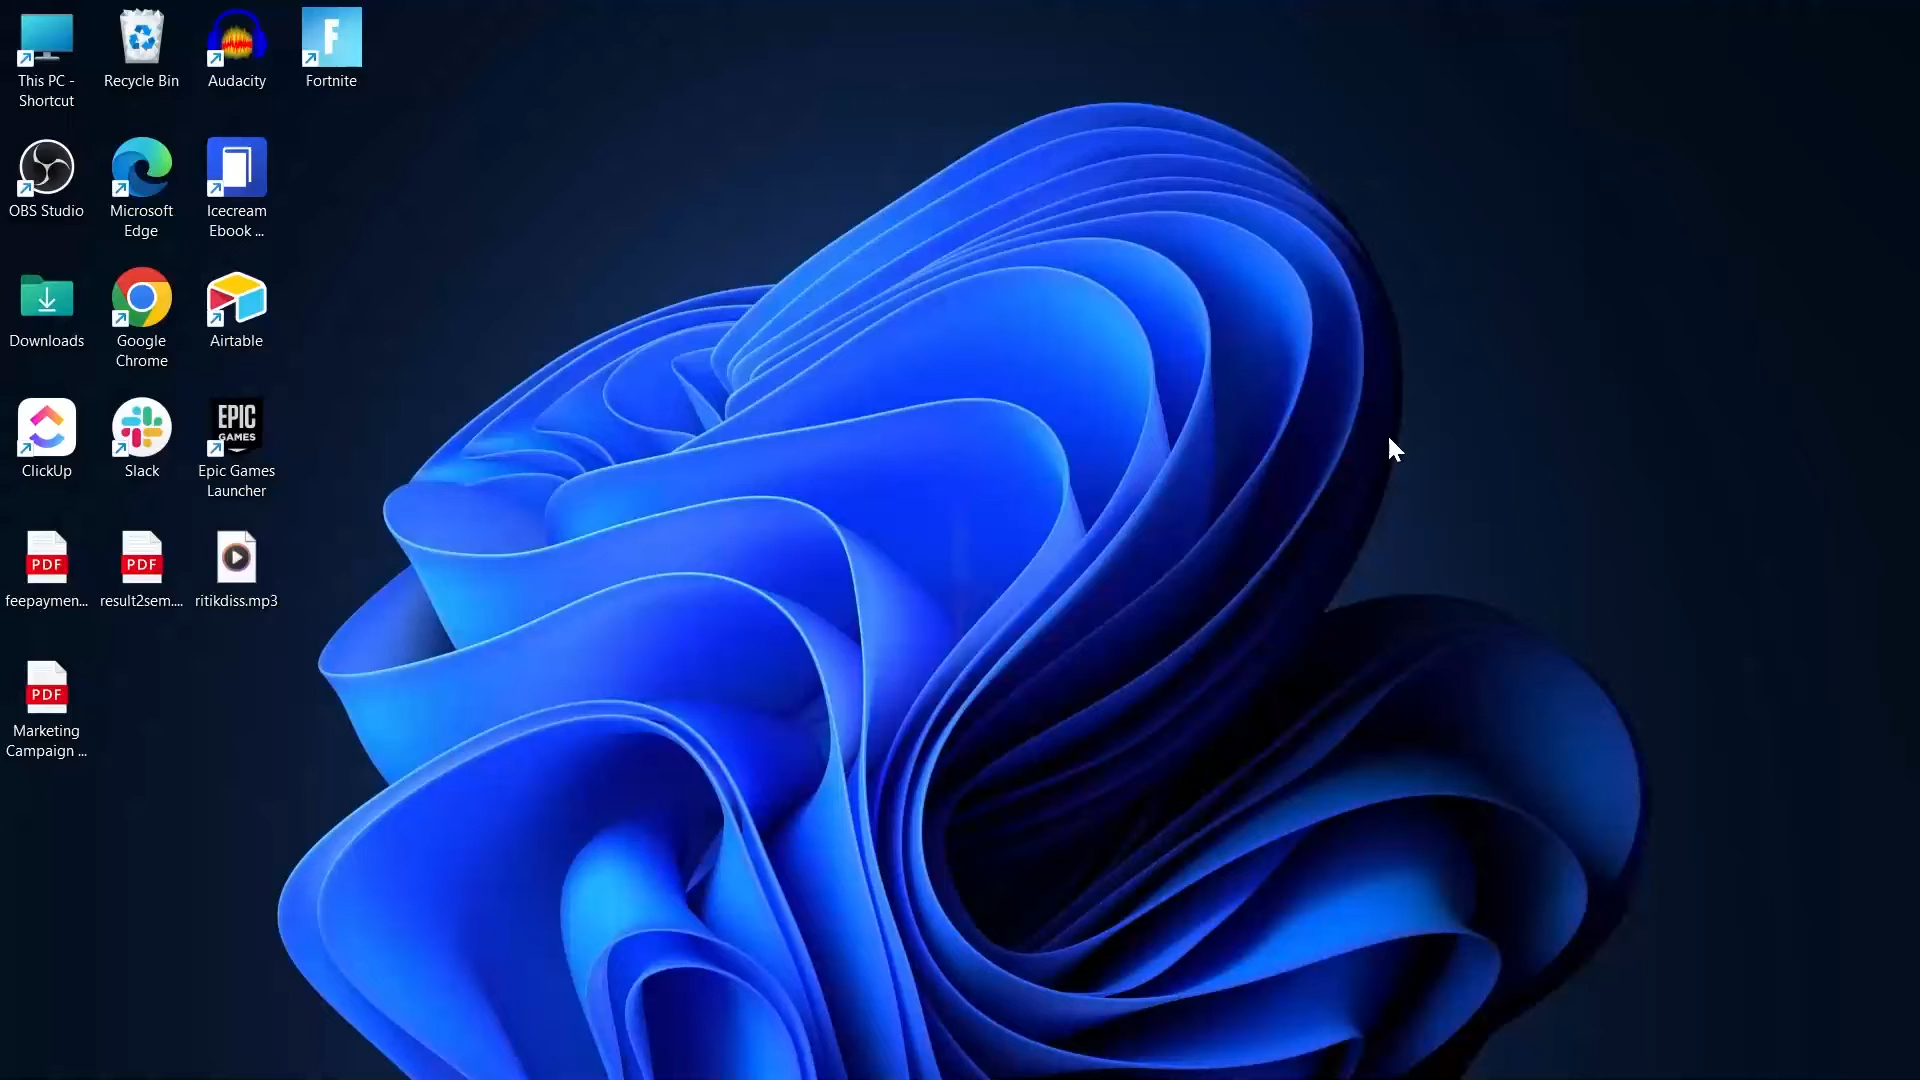 This PC -
Shortcut
Recycle Bin
Audacity
F
Fortnite
OBS Studio
Microsoft
Edge
Icecream
Ebook ...
Downloads
Google
Chrome
Airtable
ClickUp
Slack
EPIC
GAMES
Epic Games
Launcher
PDF
feepaymen...
PDF
result2sem....
ritikdiss.mp3
PDF
Marketing
Campaign ...